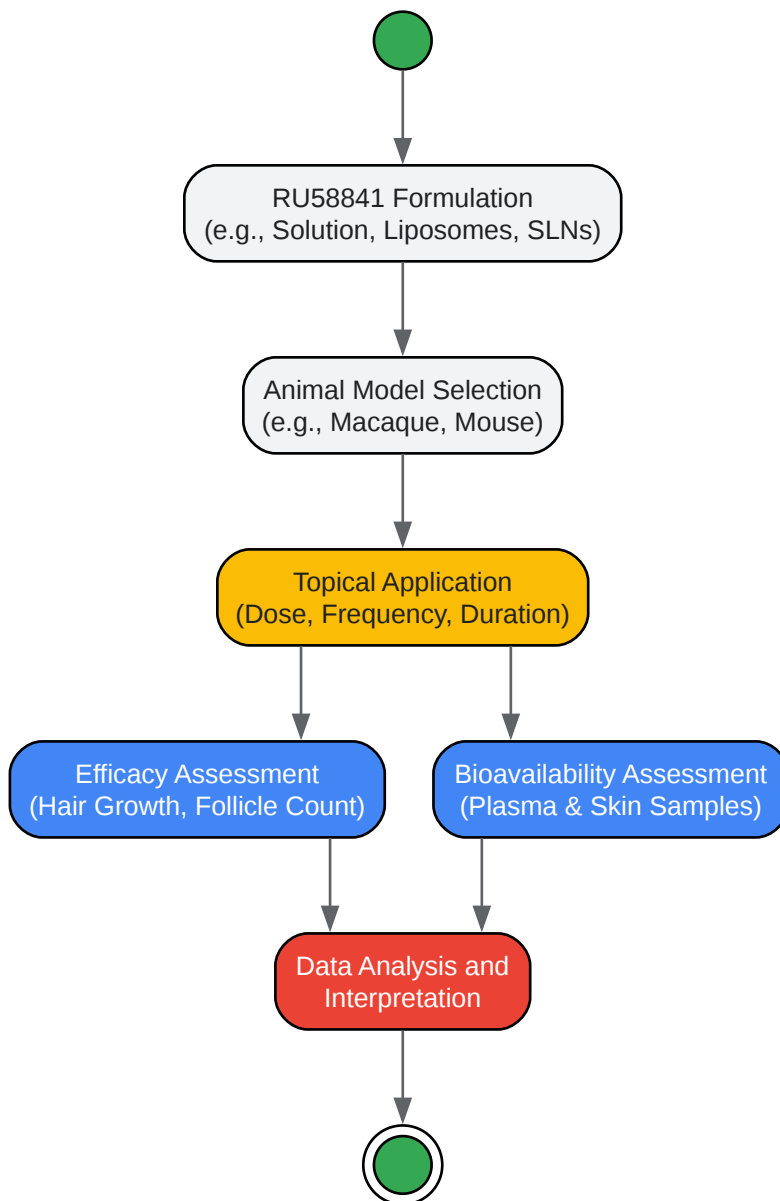 RU58841 Formulation
(e.g., Solution, Liposomes, SLNs)
Animal Model Selection
(e.g., Macaque, Mouse)
Topical Application
(Dose, Frequency, Duration)
Efficacy Assessment
(Hair Growth, Follicle Count)
Bioavailability Assessment
(Plasma & Skin Samples)
Data Analysis and
Interpretation